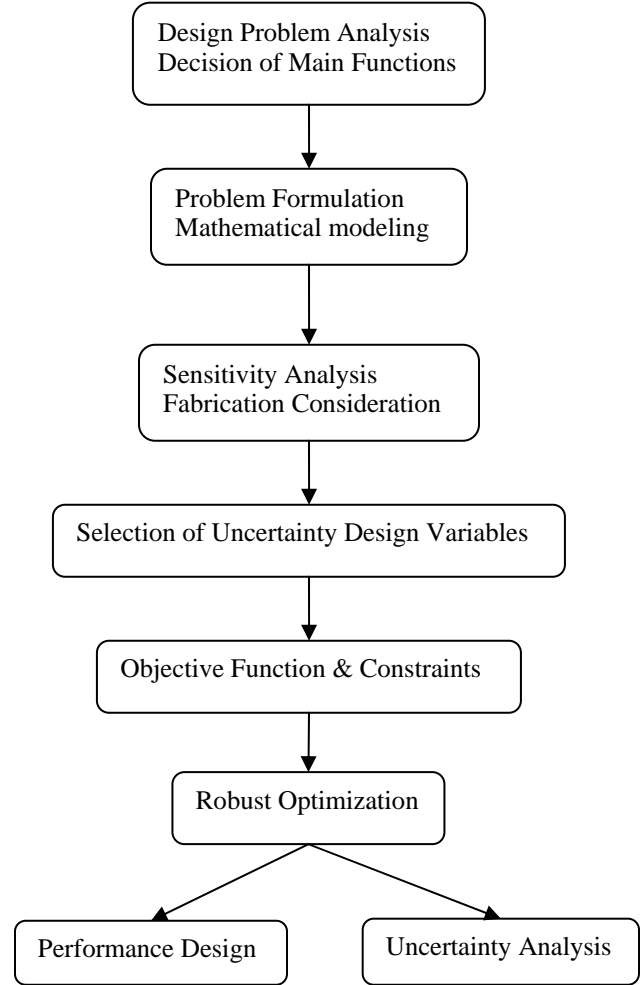 Design Problem Analysis
Decision of Main Functions
Problem Formulation
Mathematical modeling
Sensitivity Analysis
Fabrication Consideration
Selection of Uncertainty Design Variables
Objective Function & Constraints
Robust Optimization
Performance Design
Uncertainty Analysis